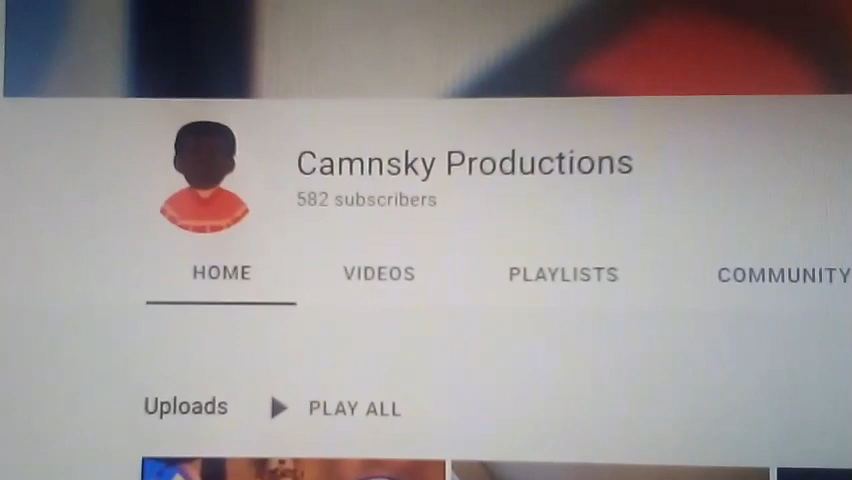 Camnsky Productions
582 subscribers
HOME VIDEOS PLAYLISTS COMMUNITY
Uploads PLAY ALL